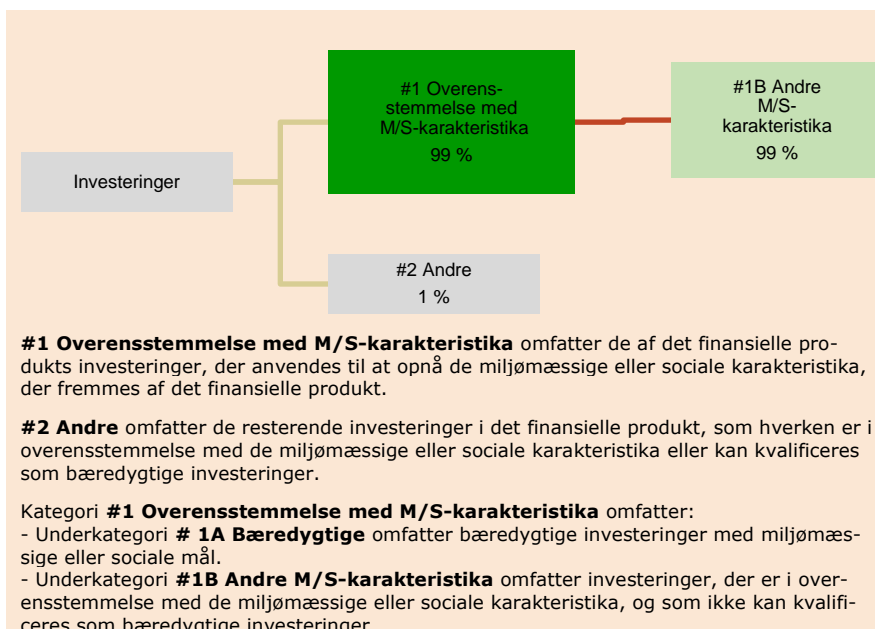 #1 Overens-
stemmelse med
M/S-karakteristika
99 %
#1B Andre
M/S-
karakteristika
99 %
Investeringer
#2 Andre
1 %
#1 Overensstemmelse med M/S-karakteristika omfatter de af det finansielle pro-
dukts investeringer, der anvendes til at opnå de miljømæssige eller sociale karakteristika,
der fremmes af det finansielle produkt.
#2 Andre omfatter de resterende investeringer i det finansielle produkt, som hverken er i
overensstemmelse med de miljømæssige eller sociale karakteristika eller kan kvalificeres
som bæredygtige investeringer.
Kategori #1 Overensstemmelse med M/S-karakteristika omfatter:
- Underkategori # 1A Bæredygtige omfatter bæredygtige investeringer med miljømæs-
sige eller sociale mål.
- Underkategori #1B Andre M/S-karakteristika omfatter investeringer, der er i over-
ensstemmelse med de miljømæssige eller sociale karakteristika, og som ikke kan kvalifi-
ceres som bæredygtige investeringer.